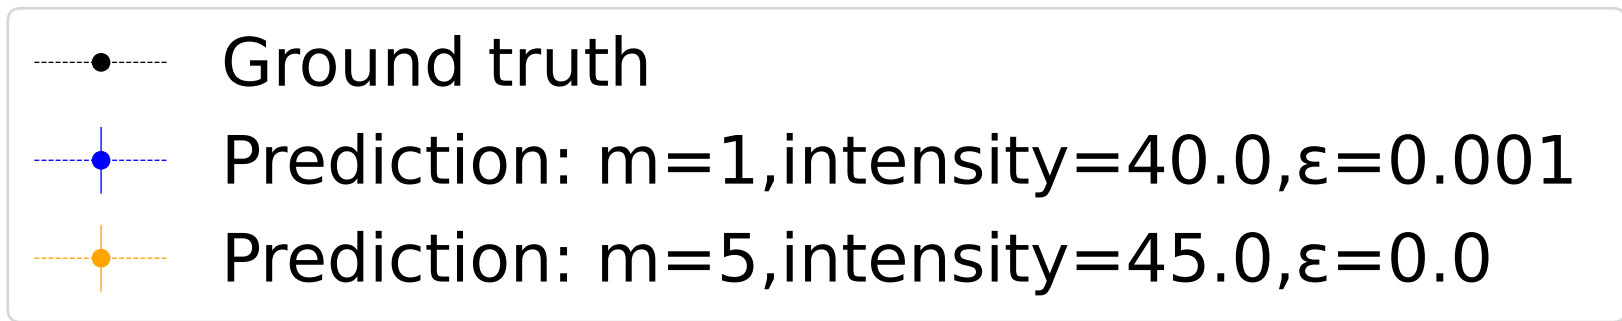 Ground truth
Prediction: m=1,intensity=40.0,ε=0.001
Prediction: m=5,intensity=45.0,ε=0.0